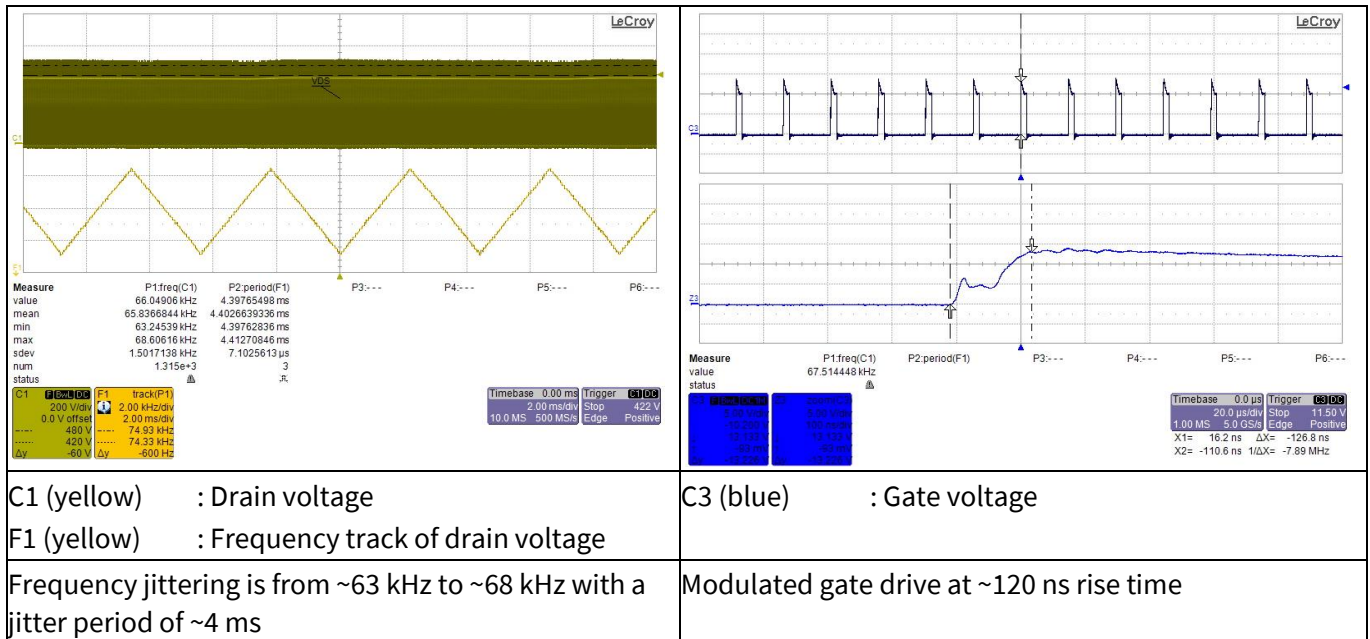 LeCroy
VDS
C1
F1
Measure P1:freq(C1) P2:period(F1) P3:- - - P4:- - - P5:- - - P6:- - -
value 66.04906 kHz 4.39765498 ms
mean 65.8366844 kHz 4.4026639336 ms
min 63.24539 kHz 4.39762836 ms
max 68.60616 kHz 4.41270846 ms
sdev 1.5017138 kHz 7.1025613 µs
num 1.315e+3 3
status
C1 F BwL DC F1 track(P1)
200 V/div 2.00 kHz/div
0.0 V offset 2.00 ms/div
480 V 74.93 kHz
420 V 74.33 kHz
Δy -60 V Δy -600 Hz
Timebase 0.00 ms Trigger C1 DC
2.00 ms/div Stop 422 V
10.0 MS 500 MS/s Edge Positive
LeCroy
C3
Z3
Measure P1:freq(C1) P2:period(F1) P3:- - - P4:- - - P5:- - - P6:- - -
value 67.514448 kHz
status
Timebase 0.0 µs Trigger C3 DC
20.0 µs/div Stop 11.50 V
1.00 MS 5.0 GS/s Edge Positive
X1= 16.2 ns ΔX= -126.8 ns
X2= -110.6 ns 1/ΔX= -7.89 MHz
C1 (yellow) : Drain voltage
F1 (yellow) : Frequency track of drain voltage
C3 (blue) : Gate voltage
Frequency jittering is from ~63 kHz to ~68 kHz with a
jitter period of ~4 ms
Modulated gate drive at ~120 ns rise time